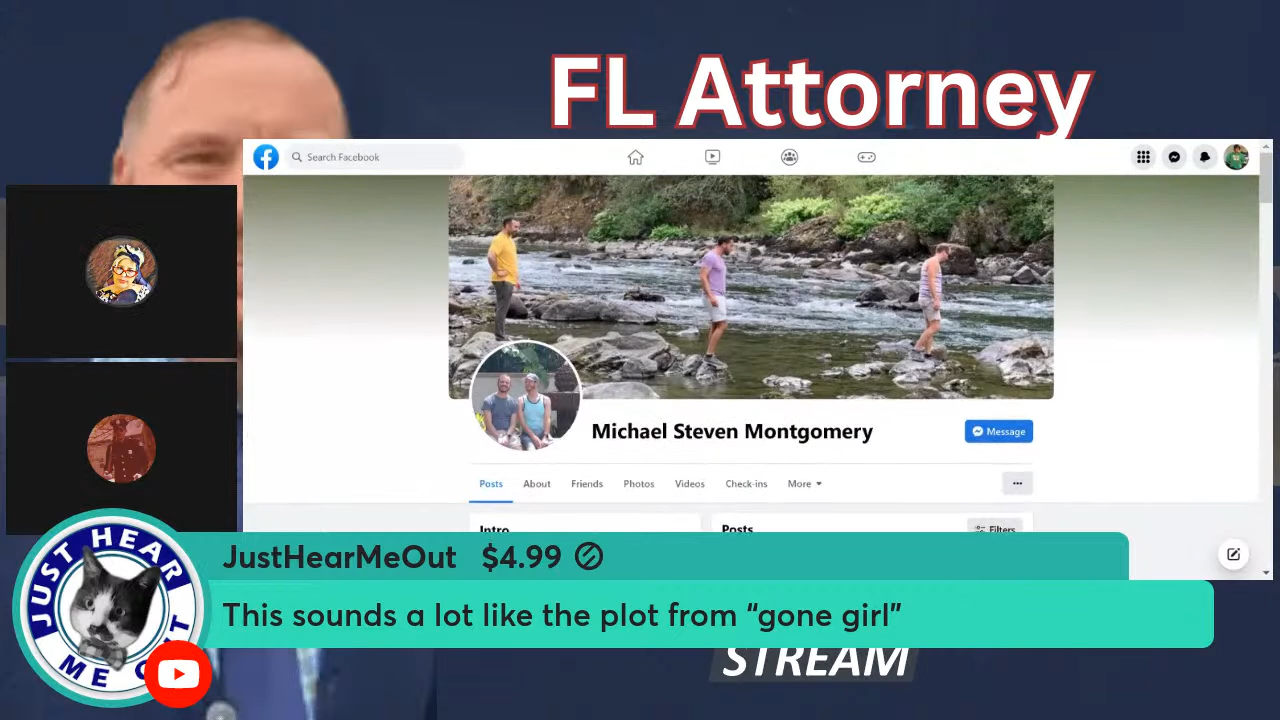 FL Attorney
Search Facebook
Michael Steven Montgomery
Message
Posts About Friends Photos Videos Check-ins More
Intro
Posts
Filters
JUST HEAR
ME OUT
JustHearMeOut $4.99
This sounds a lot like the plot from “gone girl”
STREAM